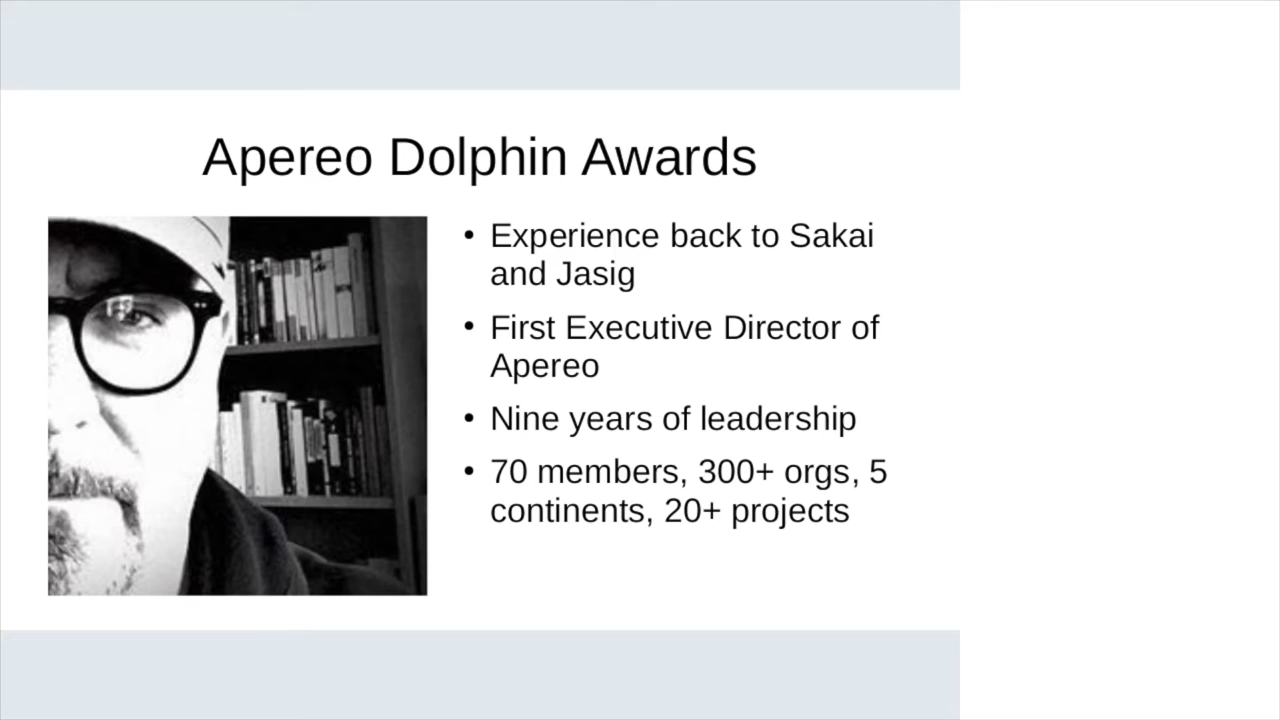 Apereo Dolphin Awards
• Experience back to Sakai
and Jasig
• First Executive Director of
Apereo
• Nine years of leadership
• 70 members, 300+ orgs, 5
continents, 20+ projects